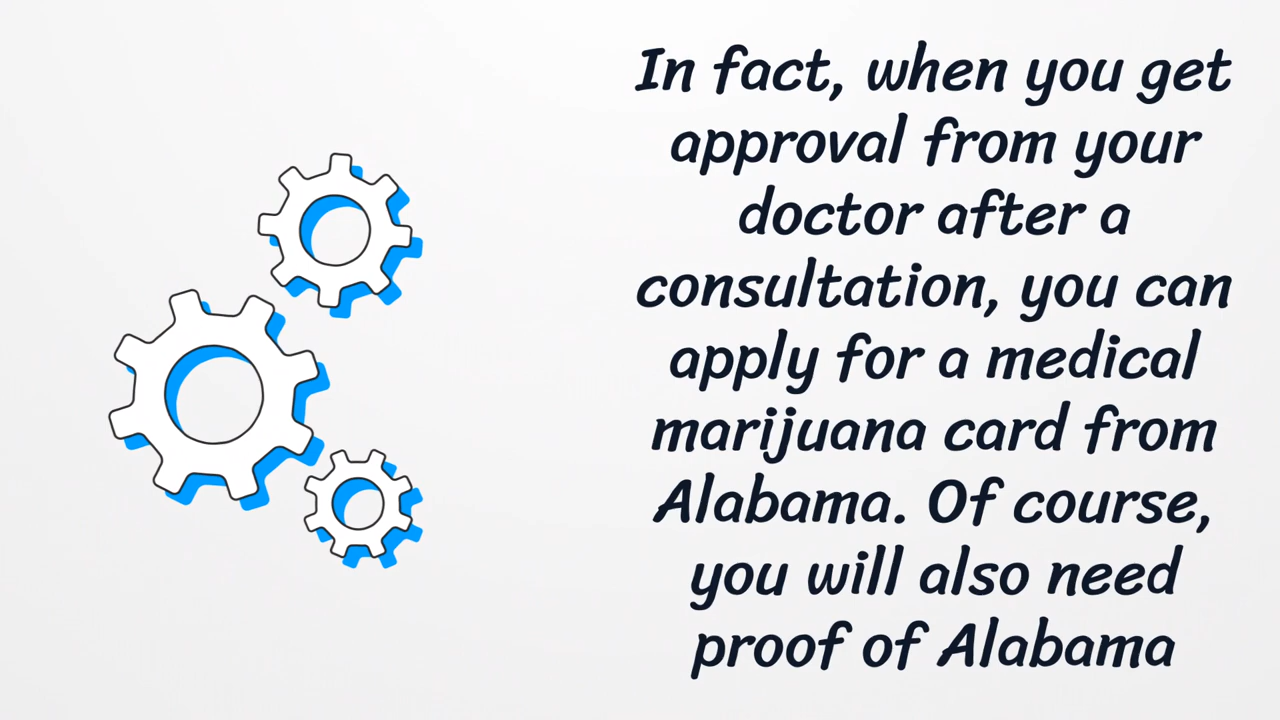 In fact, when you get
approval from your
doctor after a
consultation, you can
apply for a medical
marijuana card from
Alabama. Of course,
you will also need
proof of Alabama